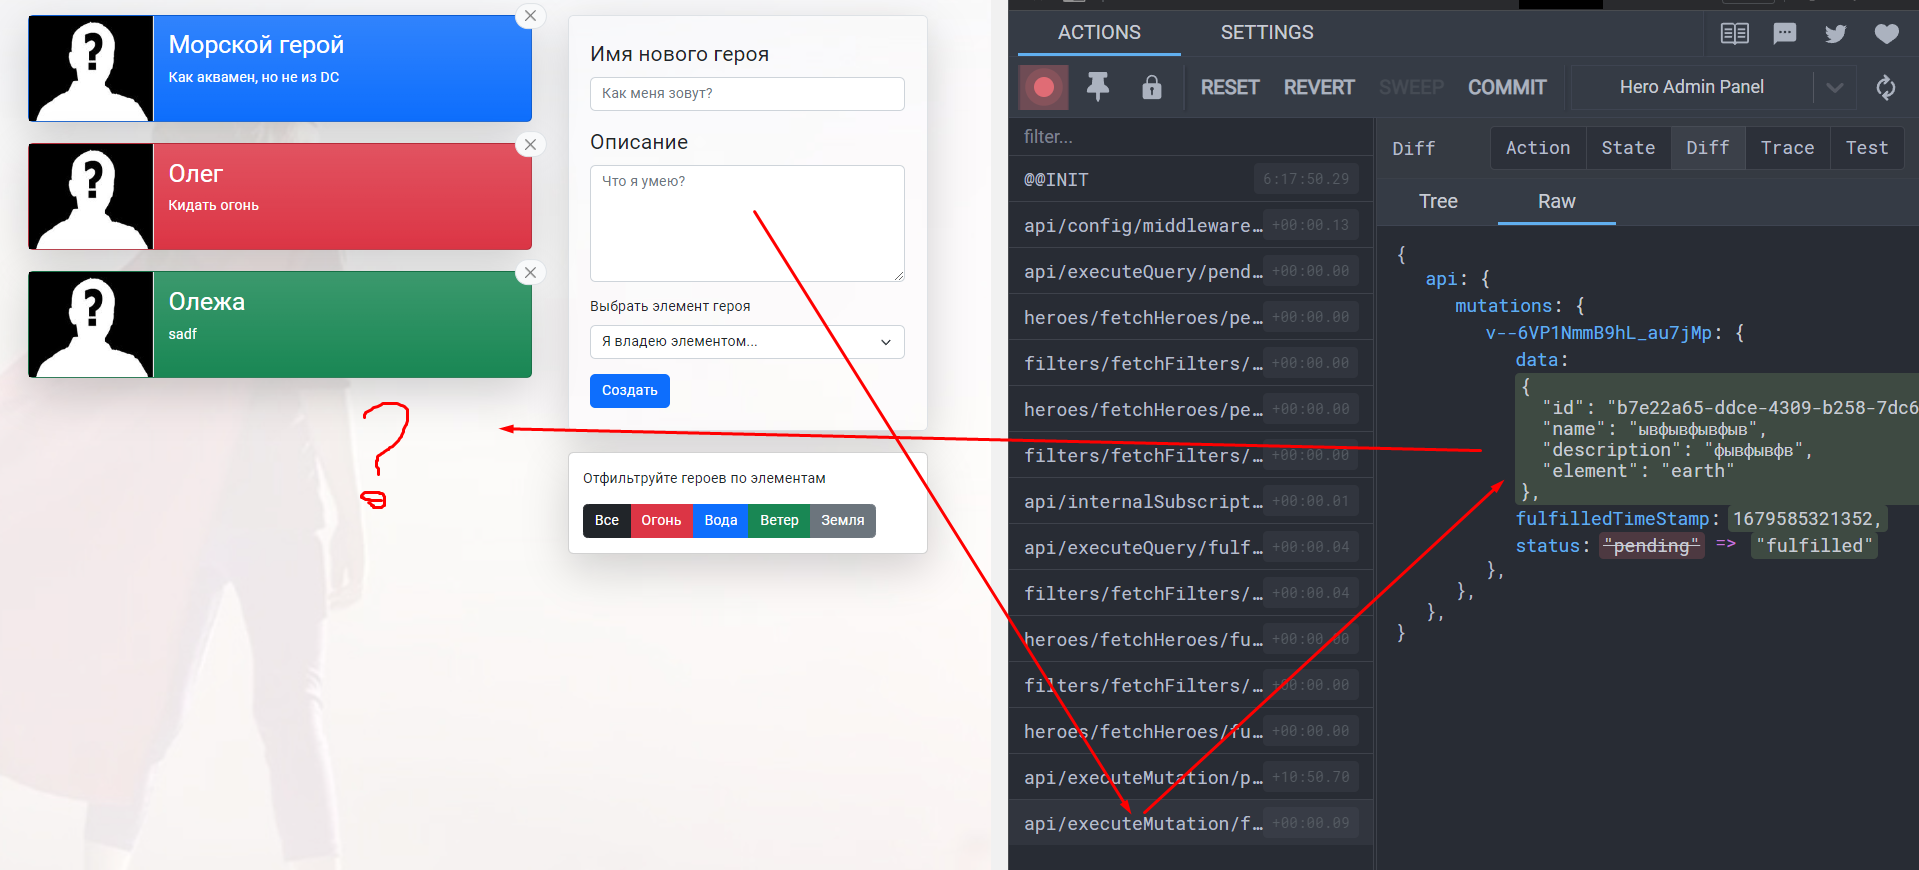 Морской герой
Как аквамен, но не из DC
Олег
Кидать огонь
Олежа
sadf
?
Имя нового героя
Как меня зовут?
Описание
Что я умею?
Выбрать элемент героя
Я владею элементом...
Создать
Отфильтруйте героев по элементам
Все Огонь Вода Ветер Земля
ACTIONS SETTINGS
RESET REVERT SWEEP COMMIT Hero Admin Panel
filter...
@@INIT 6:17:50.29
api/config/middleware… +00:00.13
api/executeQuery/pend… +00:00.00
heroes/fetchHeroes/pe… +00:00.00
filters/fetchFilters/… +00:00.00
heroes/fetchHeroes/pe… +00:00.00
filters/fetchFilters/… +00:00.00
api/internalSubscript… +00:00.01
api/executeQuery/fulf… +00:00.04
filters/fetchFilters/… +00:00.04
heroes/fetchHeroes/fu… +00:00.00
filters/fetchFilters/… +00:00.00
heroes/fetchHeroes/fu… +00:00.00
api/executeMutation/p… +10:50.70
api/executeMutation/f… +00:00.09
Diff Action State Diff Trace Test
Tree Raw
{
api: {
mutations: {
v--6VP1NmmB9hL_au7jMp: {
data:
{
"id": "b7e22a65-ddce-4309-b258-7dc6
"name": "ывфывфывфыв",
"description": "фывфывфв",
"element": "earth"
},
fulfilledTimeStamp: 1679585321352,
status: "pending" => "fulfilled"
},
},
},
}